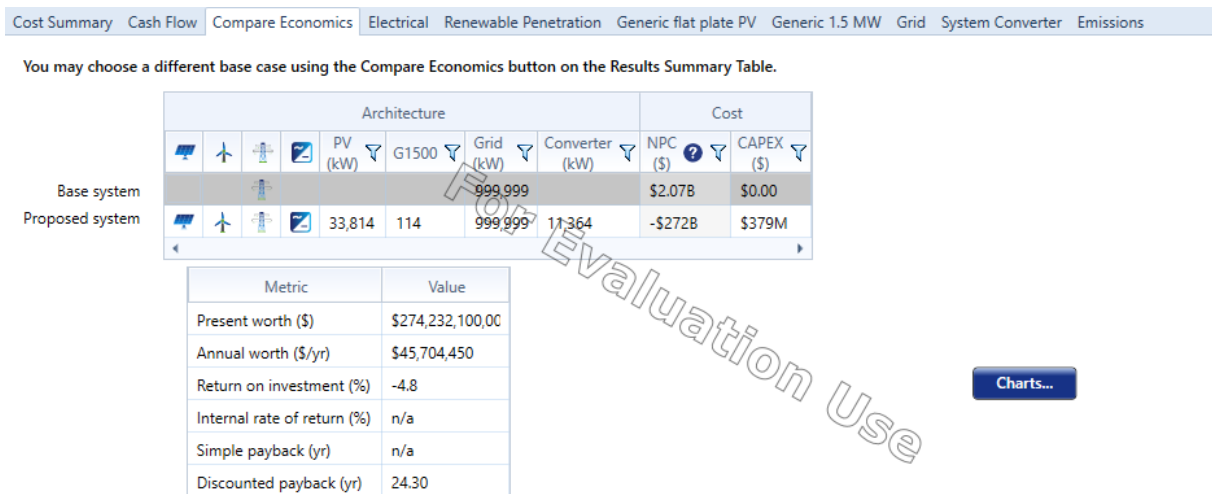 Cost Summary Cash Flow Compare Economics Electrical Renewable Penetration Generic flat plate PV Generic 1.5 MW Grid System Converter Emissions
You may choose a different base case using the Compare Economics button on the Results Summary Table.
Architecture Cost
PV (kW) G1500 Grid (kW) Converter (kW) NPC ($) ? CAPEX ($)
Base system 999,999 $2.07B $0.00
Proposed system 33,814 114 999,999 11,364 -$272B $379M
Metric Value
Present worth ($) $274,232,100,00
Annual worth ($/yr) $45,704,450
Return on investment (%) -4.8
Internal rate of return (%) n/a
Simple payback (yr) n/a
Discounted payback (yr) 24.30
Charts...
For Evaluation Use